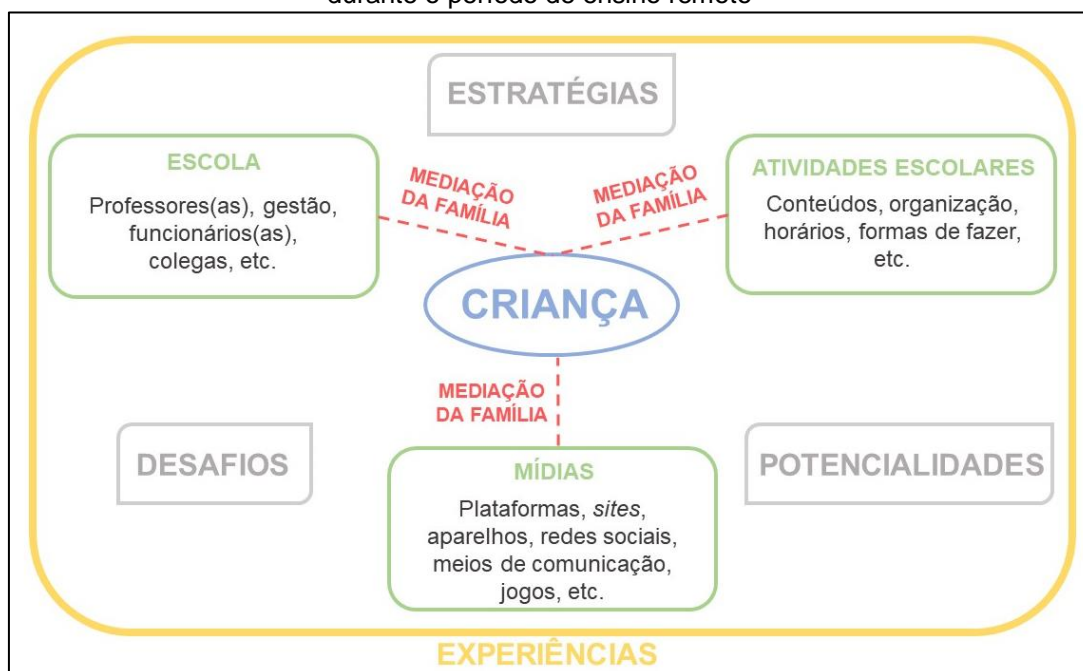 durante o período do ensino remoto
ESTRATÉGIAS
ESCOLA
Professores(as), gestão,
funcionários(as),
colegas, etc.
MEDIAÇÃO
DA FAMÍLIA
MEDIAÇÃO
DA FAMÍLIA
ATIVIDADES ESCOLARES
Conteúdos, organização,
horários, formas de fazer,
etc.
CRIANÇA
MEDIAÇÃO
DA FAMÍLIA
DESAFIOS
MÍDIAS
Plataformas, sites,
aparelhos, redes sociais,
meios de comunicação,
jogos, etc.
POTENCIALIDADES
EXPERIÊNCIAS